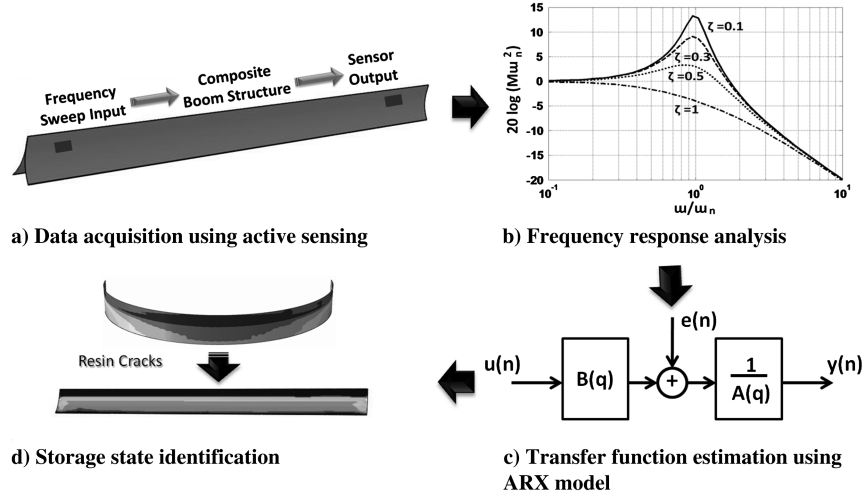 Frequency
Sweep Input
Composite
Boom Structure
Sensor
Output
a) Data acquisition using active sensing
20 log (Mω²ₙ)
15
10
5
0
-5
-10
-15
-20
ζ=0.1
ζ=0.3
ζ=0.5
ζ=1
10⁻¹
10⁰
10¹
ω/ωₙ
b) Frequency response analysis
Resin Cracks
d) Storage state identification
u(n)
B(q)
e(n)
+
1
A(q)
y(n)
c) Transfer function estimation using
ARX model